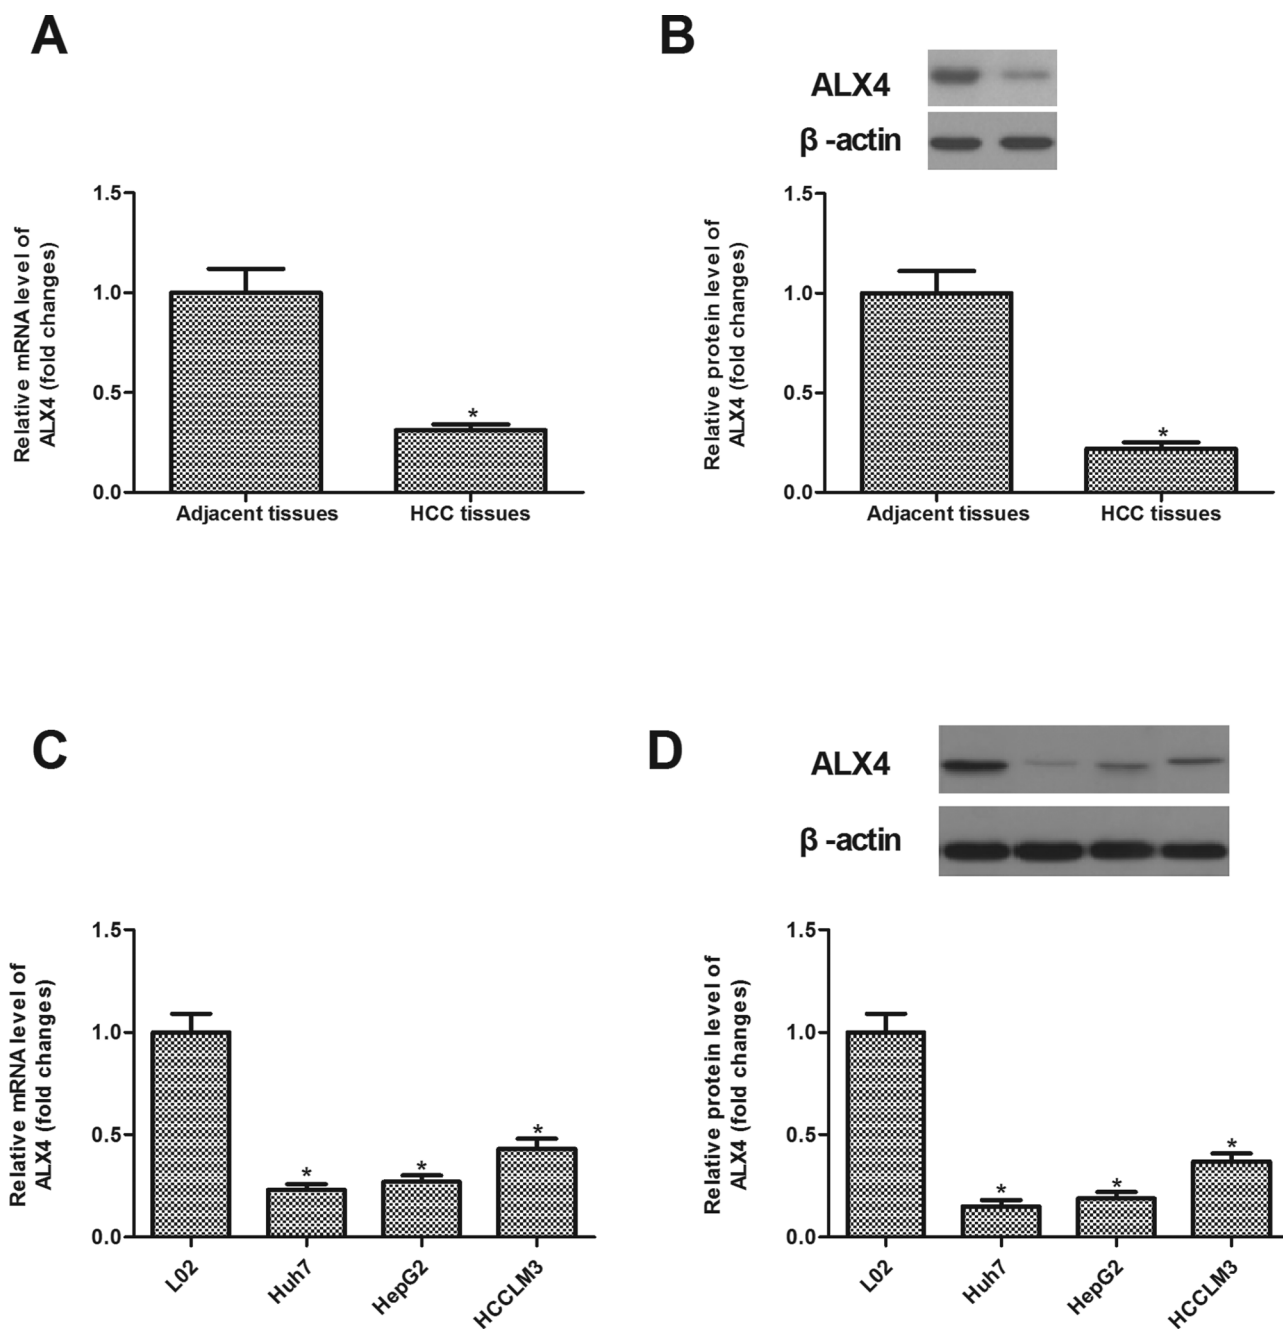 A
Relative mRNA level of
ALX4 (fold changes)
1.5
1.0
0.5
0.0
*
Adjacent tissues
HCC tissues
B
ALX4
β -actin
Relative protein level of
ALX4 (fold changes)
1.5
1.0
0.5
0.0
*
Adjacent tissues
HCC tissues
C
Relative mRNA level of
ALX4 (fold changes)
1.5
1.0
0.5
0.0
*
*
*
L02
Huh7
HepG2
HCCLM3
D
ALX4
β -actin
Relative protein level of
ALX4 (fold changes)
1.5
1.0
0.5
0.0
*
*
*
L02
Huh7
HepG2
HCCLM3